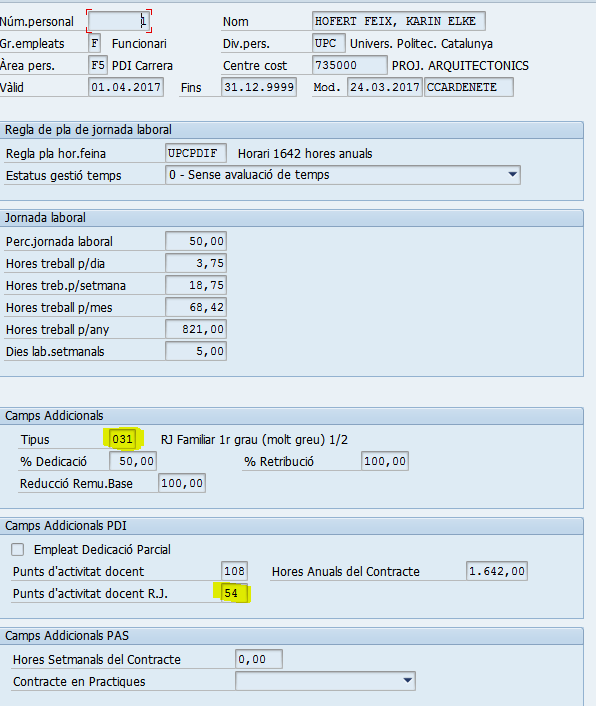 Núm.personal 1 Nom HOFERT FEIX, KARIN ELKE
Gr.empleats F Funcionari Div.pers. UPC Univers. Politec. Catalunya
Àrea pers. F5 PDI Carrera Centre cost 735000 PROJ. ARQUITECTONICS
Vàlid 01.04.2017 Fins 31.12.9999 Mod. 24.03.2017 CCARDENETE
Regla de pla de jornada laboral
Regla pla hor.feina UPCPDIF Horari 1642 hores anuals
Estatus gestió temps 0 - Sense avaluació de temps
Jornada laboral
Perc.jornada laboral 50,00
Hores treball p/dia 3,75
Hores treb.p/setmana 18,75
Hores treball p/mes 68,42
Hores treball p/any 821,00
Dies lab.setmanals 5,00
Camps Addicionals
Tipus 031 RJ Familiar 1r grau (molt greu) 1/2
% Dedicació 50,00 % Retribució 100,00
Reducció Remu.Base 100,00
Camps Addicionals PDI
Empleat Dedicació Parcial
Punts d'activitat docent 108 Hores Anuals del Contracte 1.642,00
Punts d'activitat docent R.J. 54
Camps Addicionals PAS
Hores Setmanals del Contracte 0,00
Contracte en Practiques